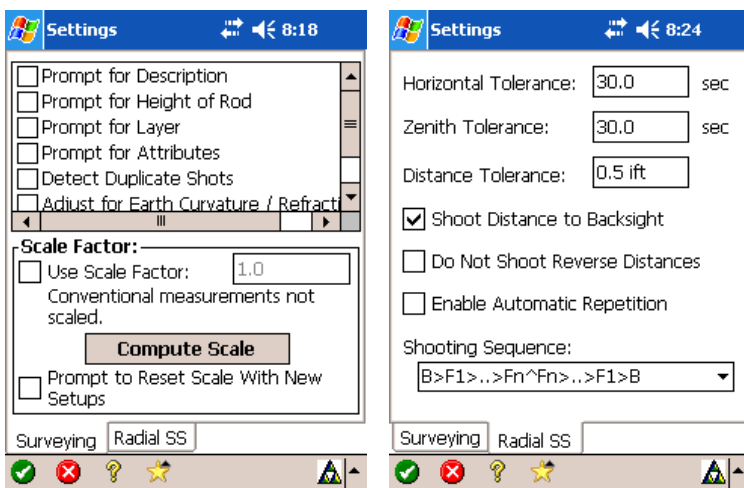 Settings 8:18
Prompt for Description
Prompt for Height of Rod
Prompt for Layer
Prompt for Attributes
Detect Duplicate Shots
Adjust for Earth Curvature / Refracti
Scale Factor:
Use Scale Factor: 1.0
Conventional measurements not
scaled.
Compute Scale
Prompt to Reset Scale With New
Setups
Surveying Radial SS
Settings 8:24
Horizontal Tolerance: 30.0 sec
Zenith Tolerance: 30.0 sec
Distance Tolerance: 0.5 ift
Shoot Distance to Backsight
Do Not Shoot Reverse Distances
Enable Automatic Repetition
Shooting Sequence:
B>F1>..>Fn^Fn>..>F1>B
Surveying Radial SS